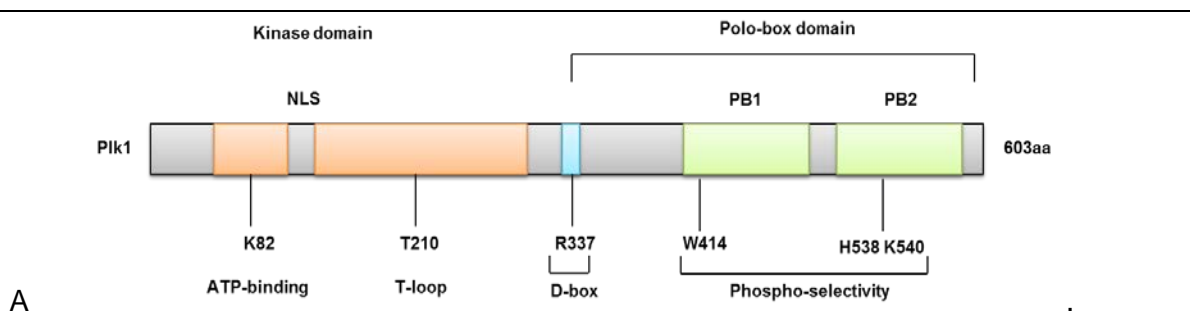 Kinase domain
Polo-box domain
NLS
PB1
PB2
Plk1
603aa
K82
T210
R337
W414
H538 K540
ATP-binding
T-loop
D-box
Phospho-selectivity
A